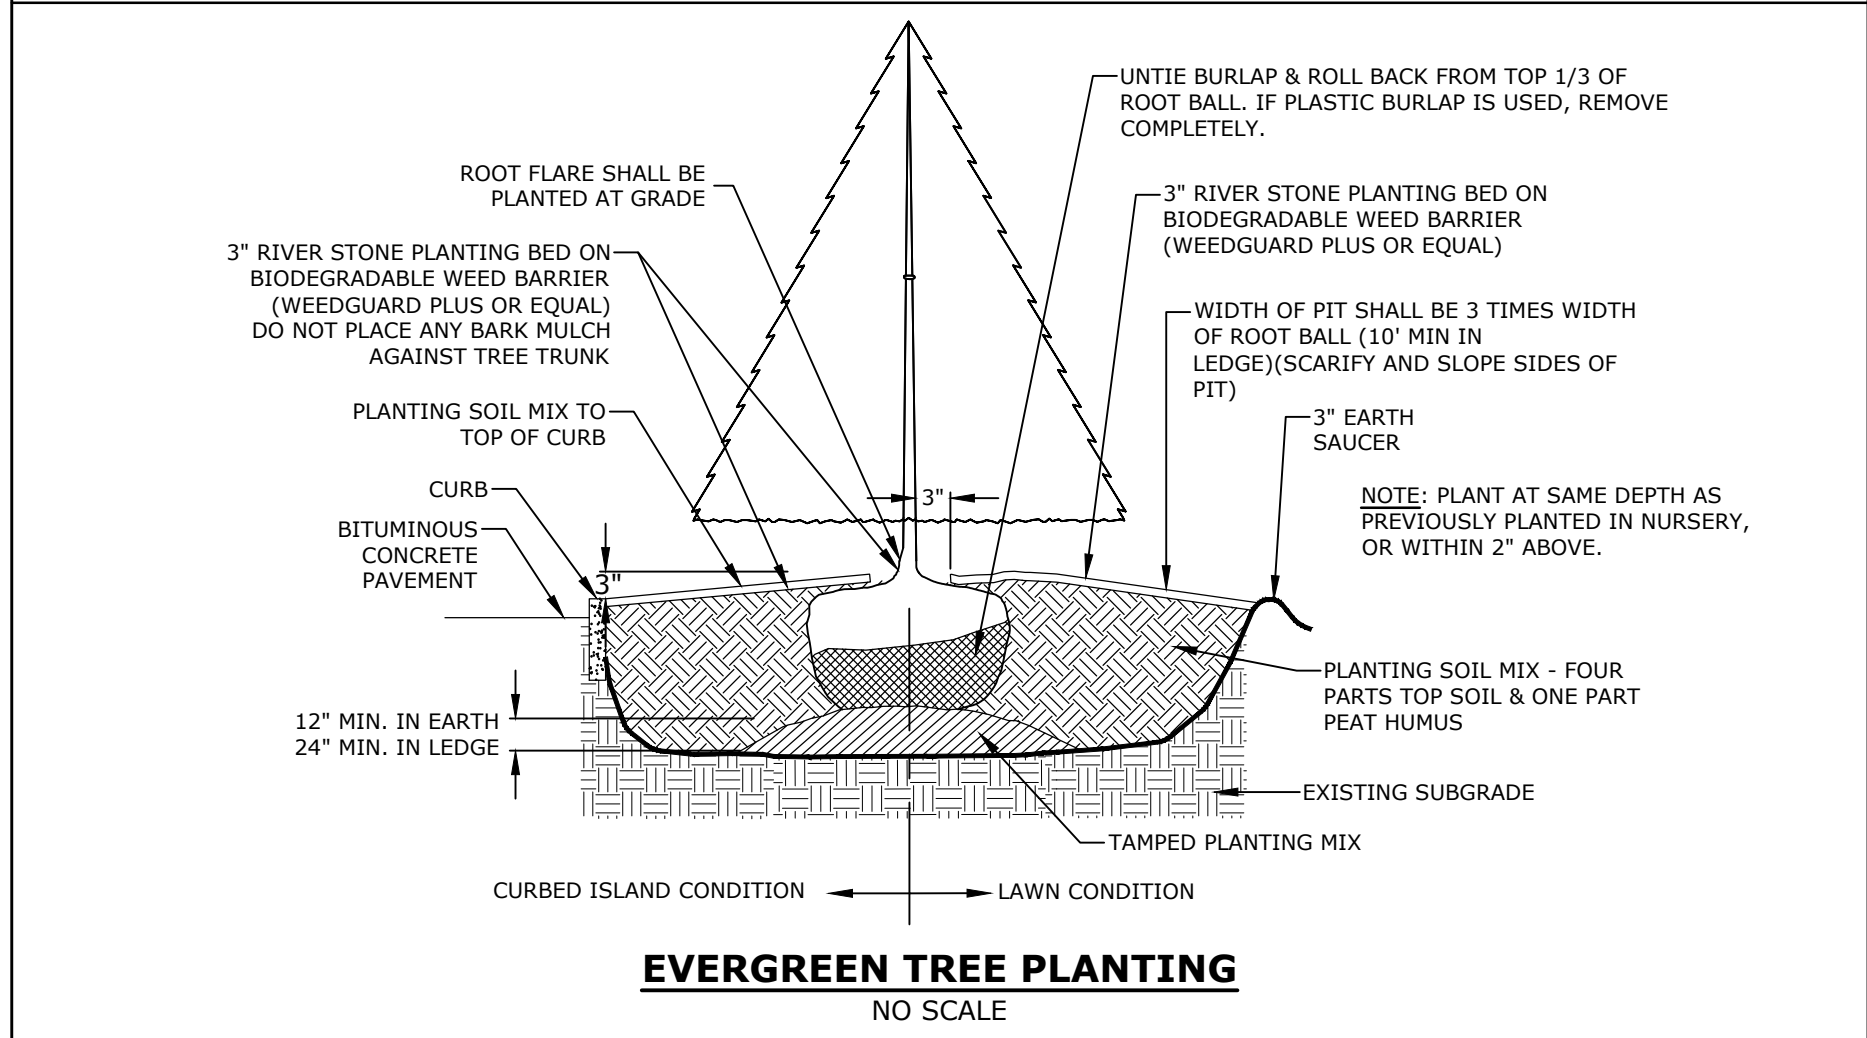 UNTIE BURLAP & ROLL BACK FROM TOP 1/3 OF
ROOT BALL. IF PLASTIC BURLAP IS USED, REMOVE
COMPLETELY.
ROOT FLARE SHALL BE
PLANTED AT GRADE
3" RIVER STONE PLANTING BED ON
BIODEGRADABLE WEED BARRIER
(WEEDGUARD PLUS OR EQUAL)
3" RIVER STONE PLANTING BED ON
BIODEGRADABLE WEED BARRIER
(WEEDGUARD PLUS OR EQUAL)
DO NOT PLACE ANY BARK MULCH
AGAINST TREE TRUNK
WIDTH OF PIT SHALL BE 3 TIMES WIDTH
OF ROOT BALL (10' MIN IN
LEDGE)(SCARIFY AND SLOPE SIDES OF
PIT)
PLANTING SOIL MIX TO
TOP OF CURB
3" EARTH
SAUCER
CURB
3"
NOTE: PLANT AT SAME DEPTH AS
PREVIOUSLY PLANTED IN NURSERY,
OR WITHIN 2" ABOVE.
BITUMINOUS
CONCRETE
PAVEMENT
3"
PLANTING SOIL MIX - FOUR
PARTS TOP SOIL & ONE PART
PEAT HUMUS
12" MIN. IN EARTH
24" MIN. IN LEDGE
EXISTING SUBGRADE
TAMPED PLANTING MIX
CURBED ISLAND CONDITION
LAWN CONDITION
EVERGREEN TREE PLANTING
NO SCALE